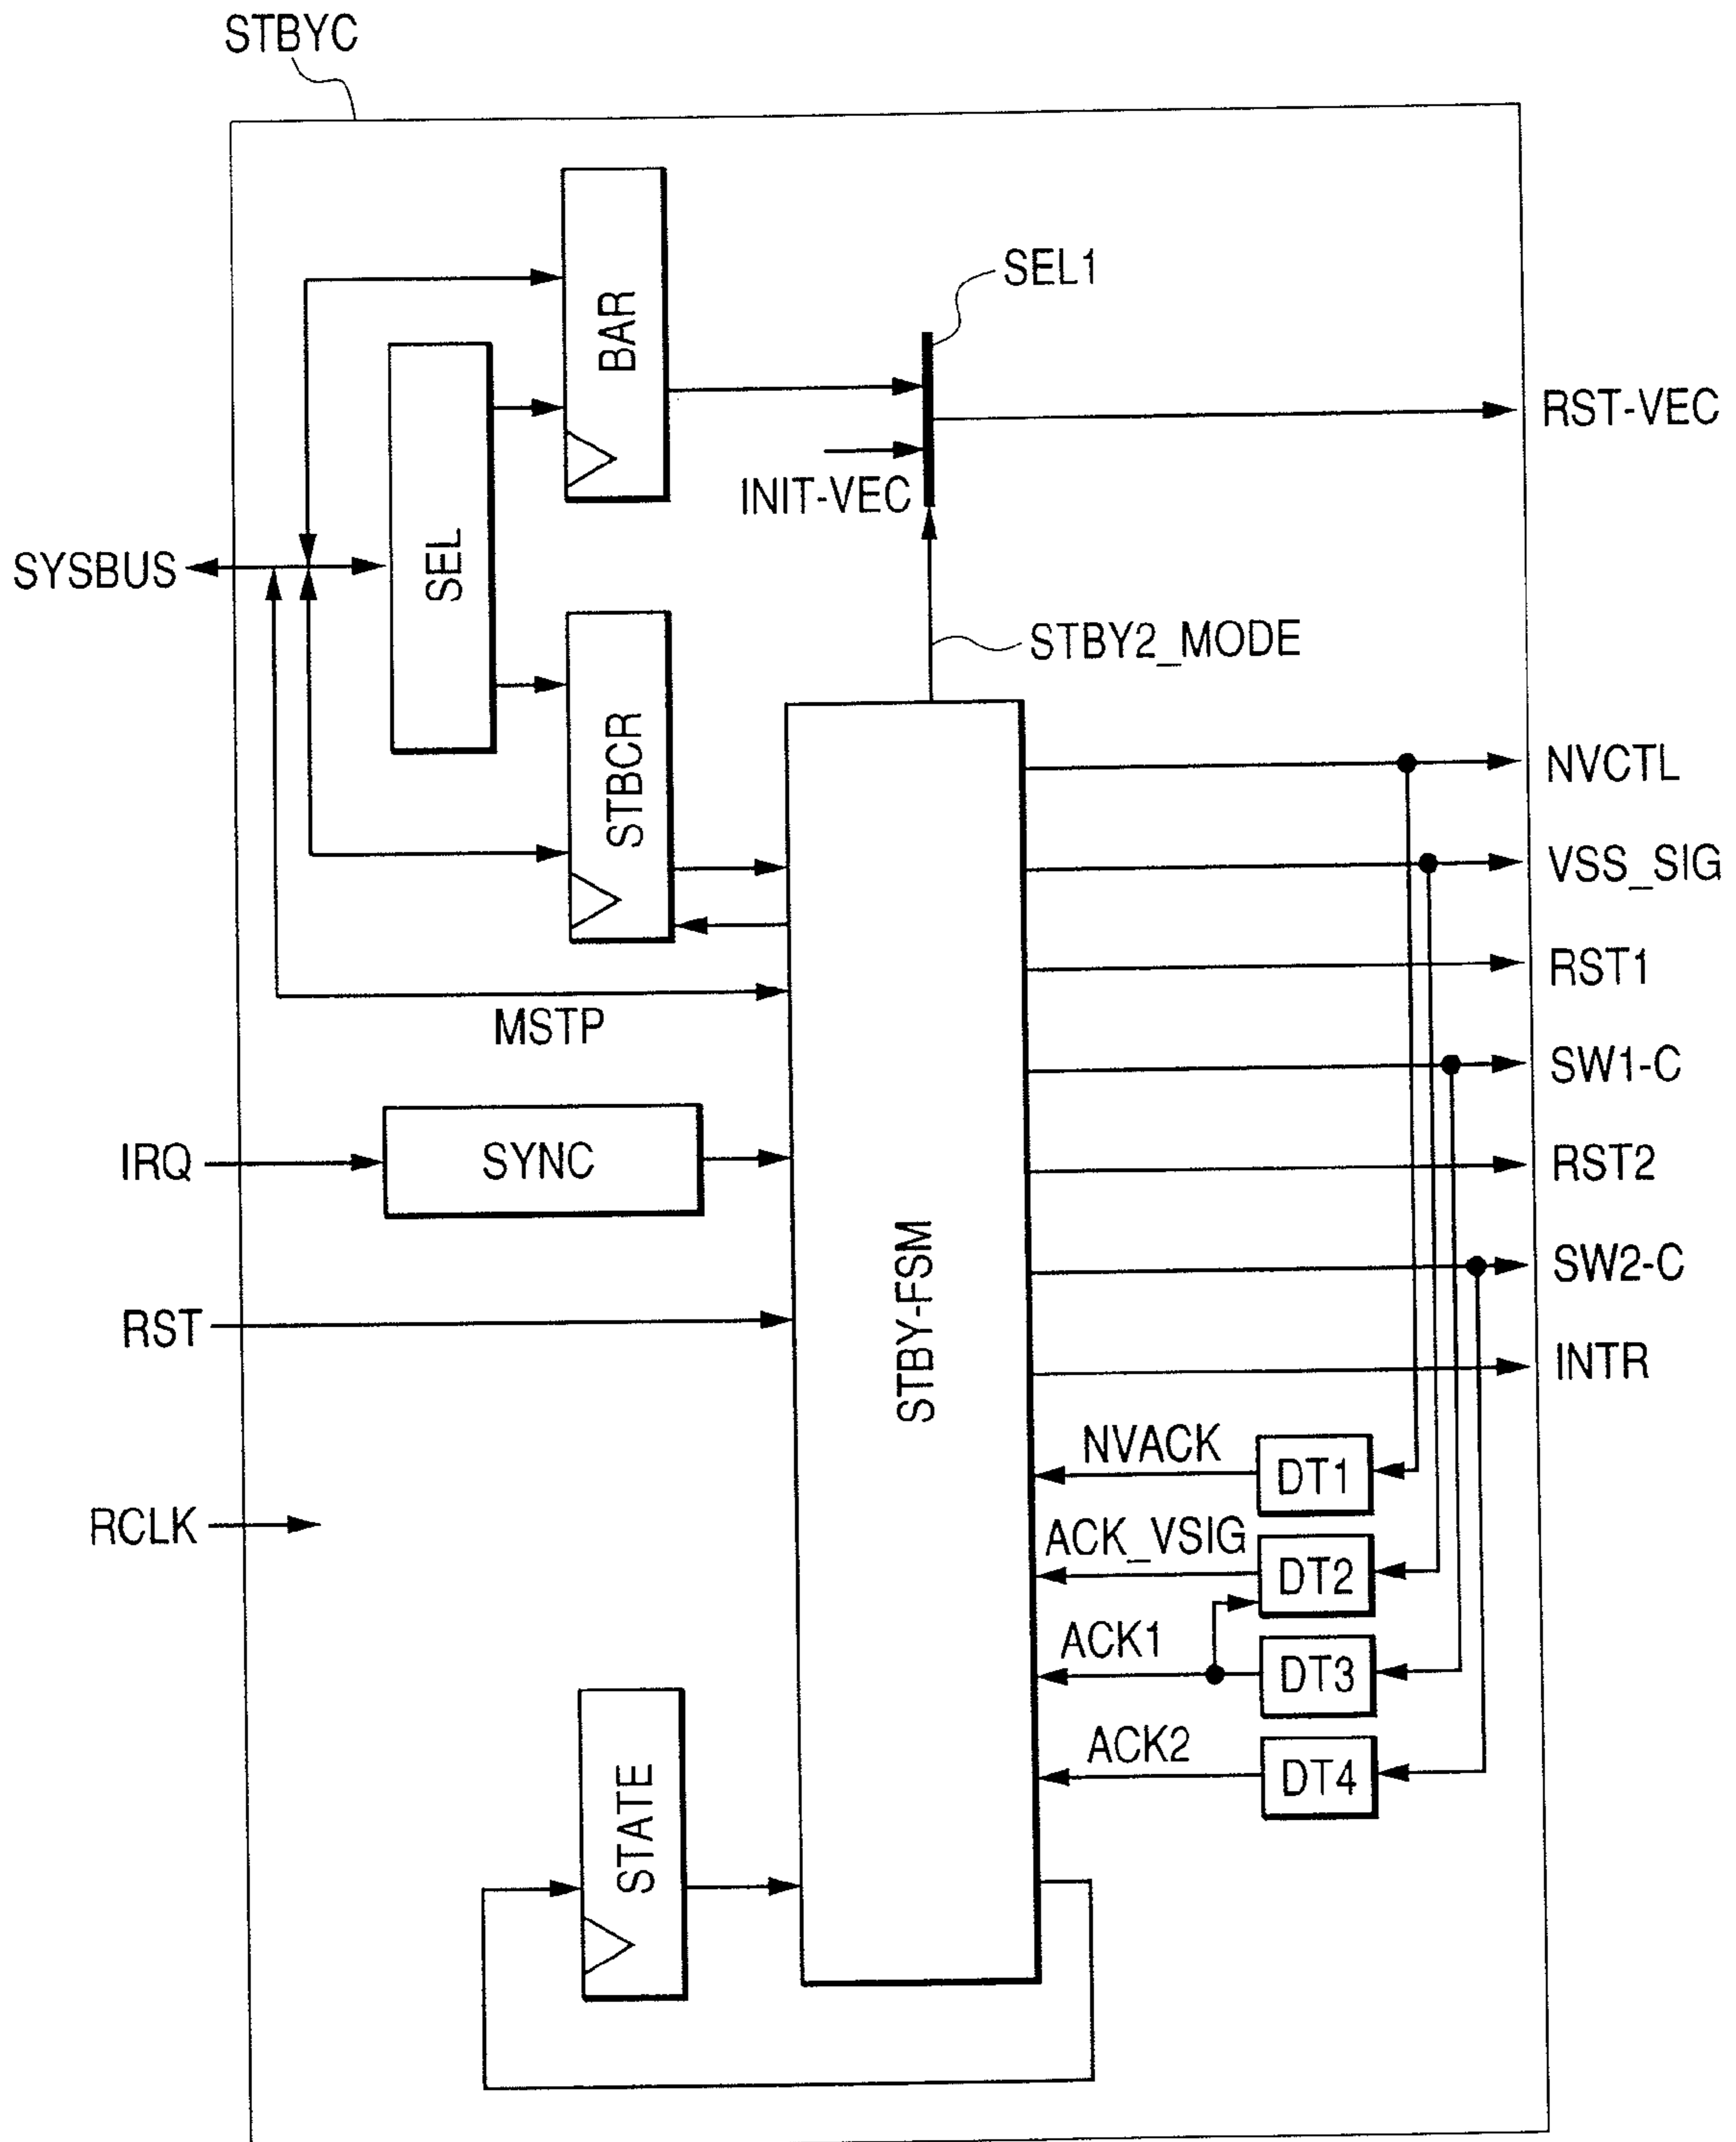 STBYC
BAR
SEL1
SEL
RST-VEC
INIT-VEC
SYSBUS
STBY2_MODE
STBCR
NVCTL
VSS_SIG
RST1
MSTP
SW1-C
IRQ
SYNC
RST2
STBY-FSM
SW2-C
RST
INTR
NVACK
DT1
RCLK
ACK_VSIG
DT2
ACK1
DT3
ACK2
DT4
STATE